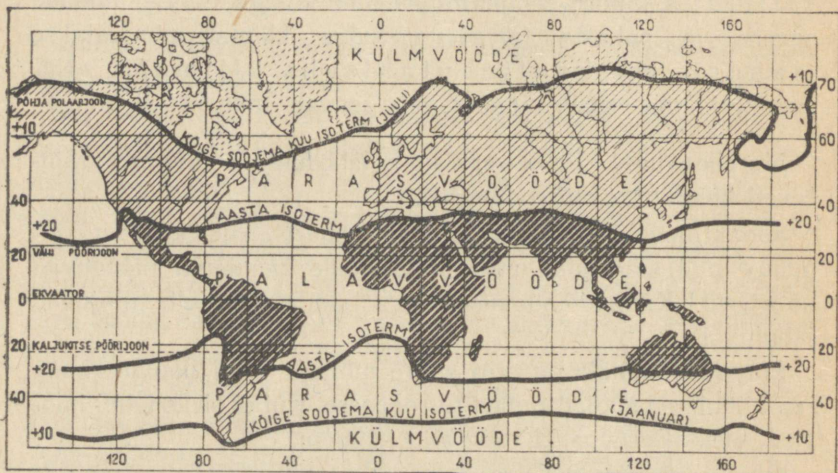 120 80 40 0 40 80 120 160
KÜLMVÖÖDE
+10 70
PÕHJA POLAARJOON
+10 60
KÕIGE SOOJEMA KUU ISOTERM (JUULI)
PARASVÖÖDE
40 40
+20 AASTA ISOTERM +20
20 20
VÄHI PÖÖRIJOON
PALAVVÖÖDE
0 EKVAATOR 0
20 20
KALJUKITSE PÖÖRIJOON
+20 AASTA ISOTERM +20
40 PARASVÖÖDE 40
KÕIGE SOOJEMA KUU ISOTERM (JAANUAR)
+10 KÜLMVÖÖDE +10
120 80 40 0 40 80 120 160